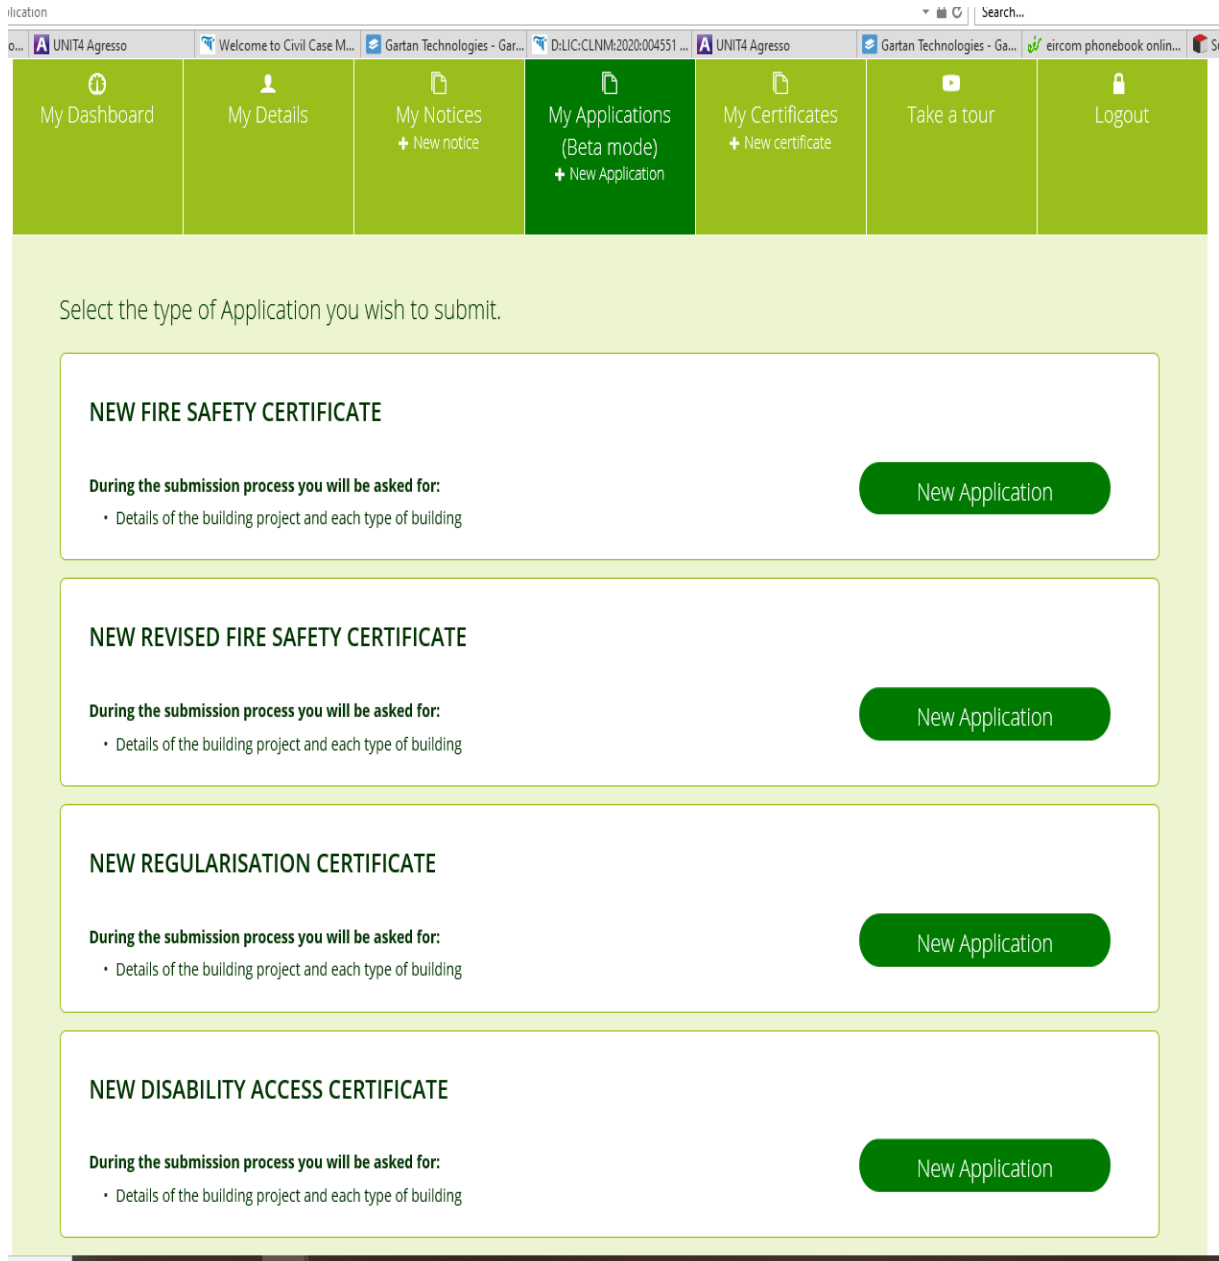 plication
Search...
o... UNIT4 Agresso Welcome to Civil Case M... Gartan Technologies - Gar... D:LIC:CLNM:2020:004551 ... UNIT4 Agresso Gartan Technologies - Ga... eircom phonebook onlin... S
My Dashboard
My Details
My Notices
+ New notice
My Applications
(Beta mode)
+ New Application
My Certificates
+ New certificate
Take a tour
Logout
Select the type of Application you wish to submit.
NEW FIRE SAFETY CERTIFICATE
During the submission process you will be asked for:
• Details of the building project and each type of building
New Application
NEW REVISED FIRE SAFETY CERTIFICATE
During the submission process you will be asked for:
• Details of the building project and each type of building
New Application
NEW REGULARISATION CERTIFICATE
During the submission process you will be asked for:
• Details of the building project and each type of building
New Application
NEW DISABILITY ACCESS CERTIFICATE
During the submission process you will be asked for:
• Details of the building project and each type of building
New Application